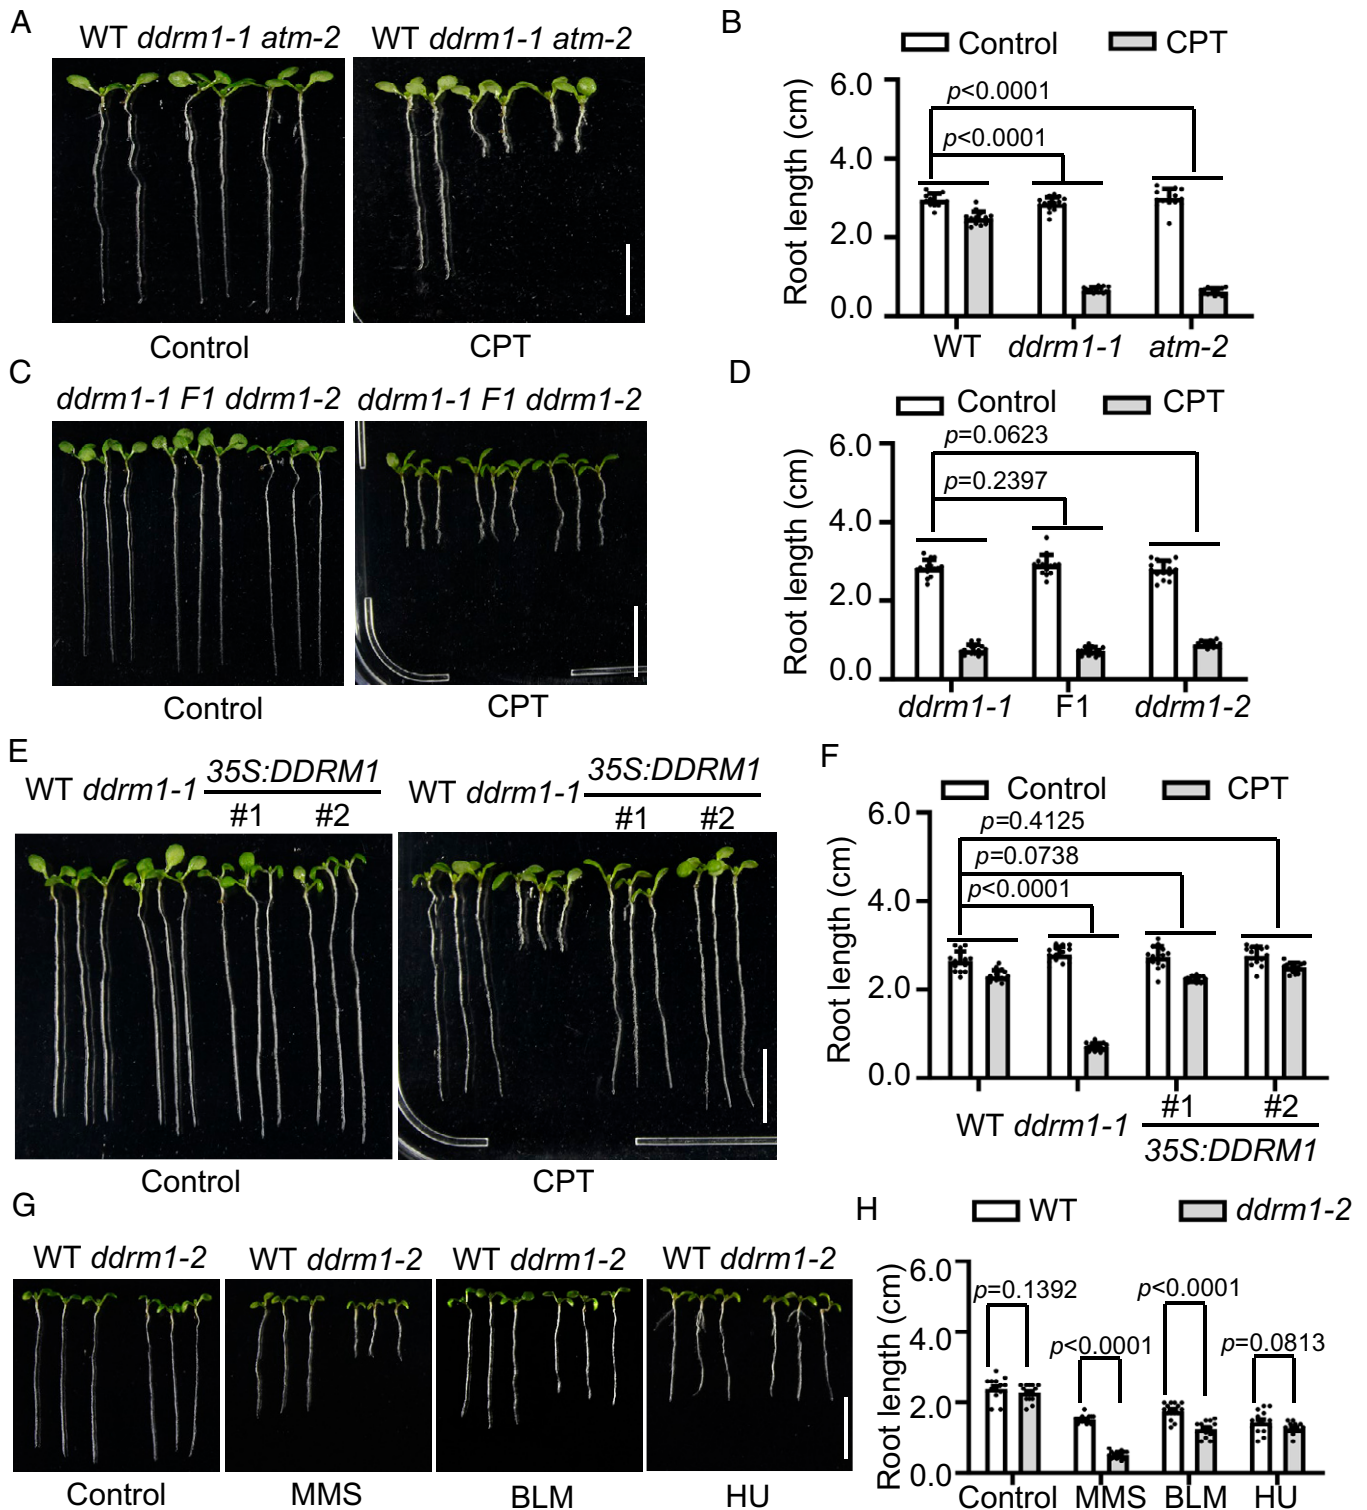 A
WT ddrm1-1 atm-2
WT ddrm1-1 atm-2
Control
CPT
B
Control
CPT
Root length (cm)
6.0
4.0
2.0
0.0
p<0.0001
p<0.0001
WT
ddrm1-1
atm-2
C
ddrm1-1 F1 ddrm1-2
ddrm1-1 F1 ddrm1-2
Control
CPT
D
Control
CPT
Root length (cm)
6.0
4.0
2.0
0.0
p=0.0623
p=0.2397
ddrm1-1
F1
ddrm1-2
E
WT ddrm1-1 35S:DDRM1
#1 #2
WT ddrm1-1 35S:DDRM1
#1 #2
Control
CPT
F
Control
CPT
Root length (cm)
6.0
4.0
2.0
0.0
p=0.4125
p=0.0738
p<0.0001
WT ddrm1-1 #1 #2
35S:DDRM1
G
WT ddrm1-2
WT ddrm1-2
WT ddrm1-2
WT ddrm1-2
Control
MMS
BLM
HU
H
WT
ddrm1-2
Root length (cm)
6.0
4.0
2.0
0.0
p=0.1392
p<0.0001
p<0.0001
p=0.0813
Control
MMS
BLM
HU